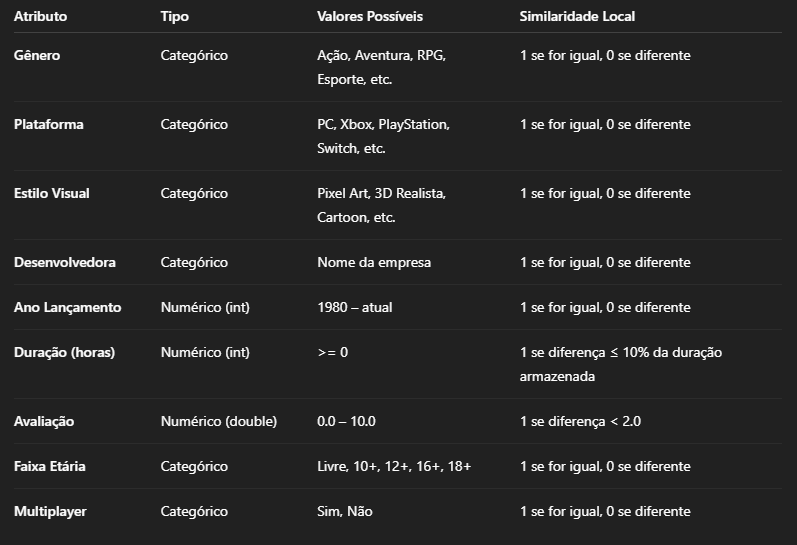 Atributo Tipo Valores Possíveis Similaridade Local
Gênero Categórico Ação, Aventura, RPG, 1 se for igual, 0 se diferente
Esporte, etc.
Plataforma Categórico PC, Xbox, PlayStation, 1 se for igual, 0 se diferente
Switch, etc.
Estilo Visual Categórico Pixel Art, 3D Realista, 1 se for igual, 0 se diferente
Cartoon, etc.
Desenvolvedora Categórico Nome da empresa 1 se for igual, 0 se diferente
Ano Lançamento Numérico (int) 1980 – atual 1 se for igual, 0 se diferente
Duração (horas) Numérico (int) >= 0 1 se diferença ≤ 10% da duração
armazenada
Avaliação Numérico (double) 0.0 – 10.0 1 se diferença < 2.0
Faixa Etária Categórico Livre, 10+, 12+, 16+, 18+ 1 se for igual, 0 se diferente
Multiplayer Categórico Sim, Não 1 se for igual, 0 se diferente